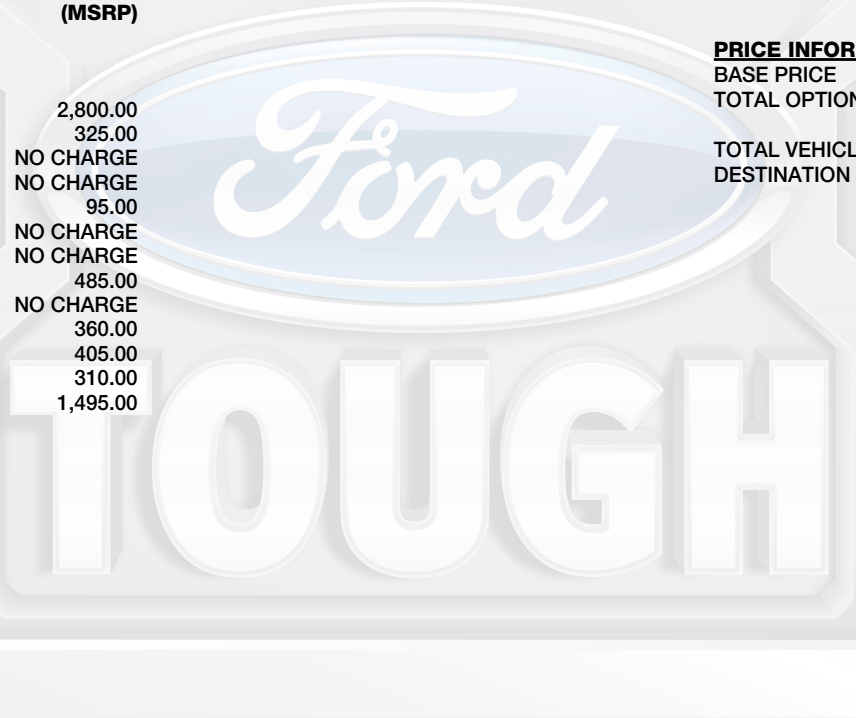 (MSRP)
2,800.00
325.00
NO CHARGE
NO CHARGE
95.00
NO CHARGE
NO CHARGE
485.00
NO CHARGE
360.00
405.00
310.00
1,495.00
PRICE INFOR
BASE PRICE
TOTAL OPTION
TOTAL VEHICL
DESTINATION
Ford
TOUGH